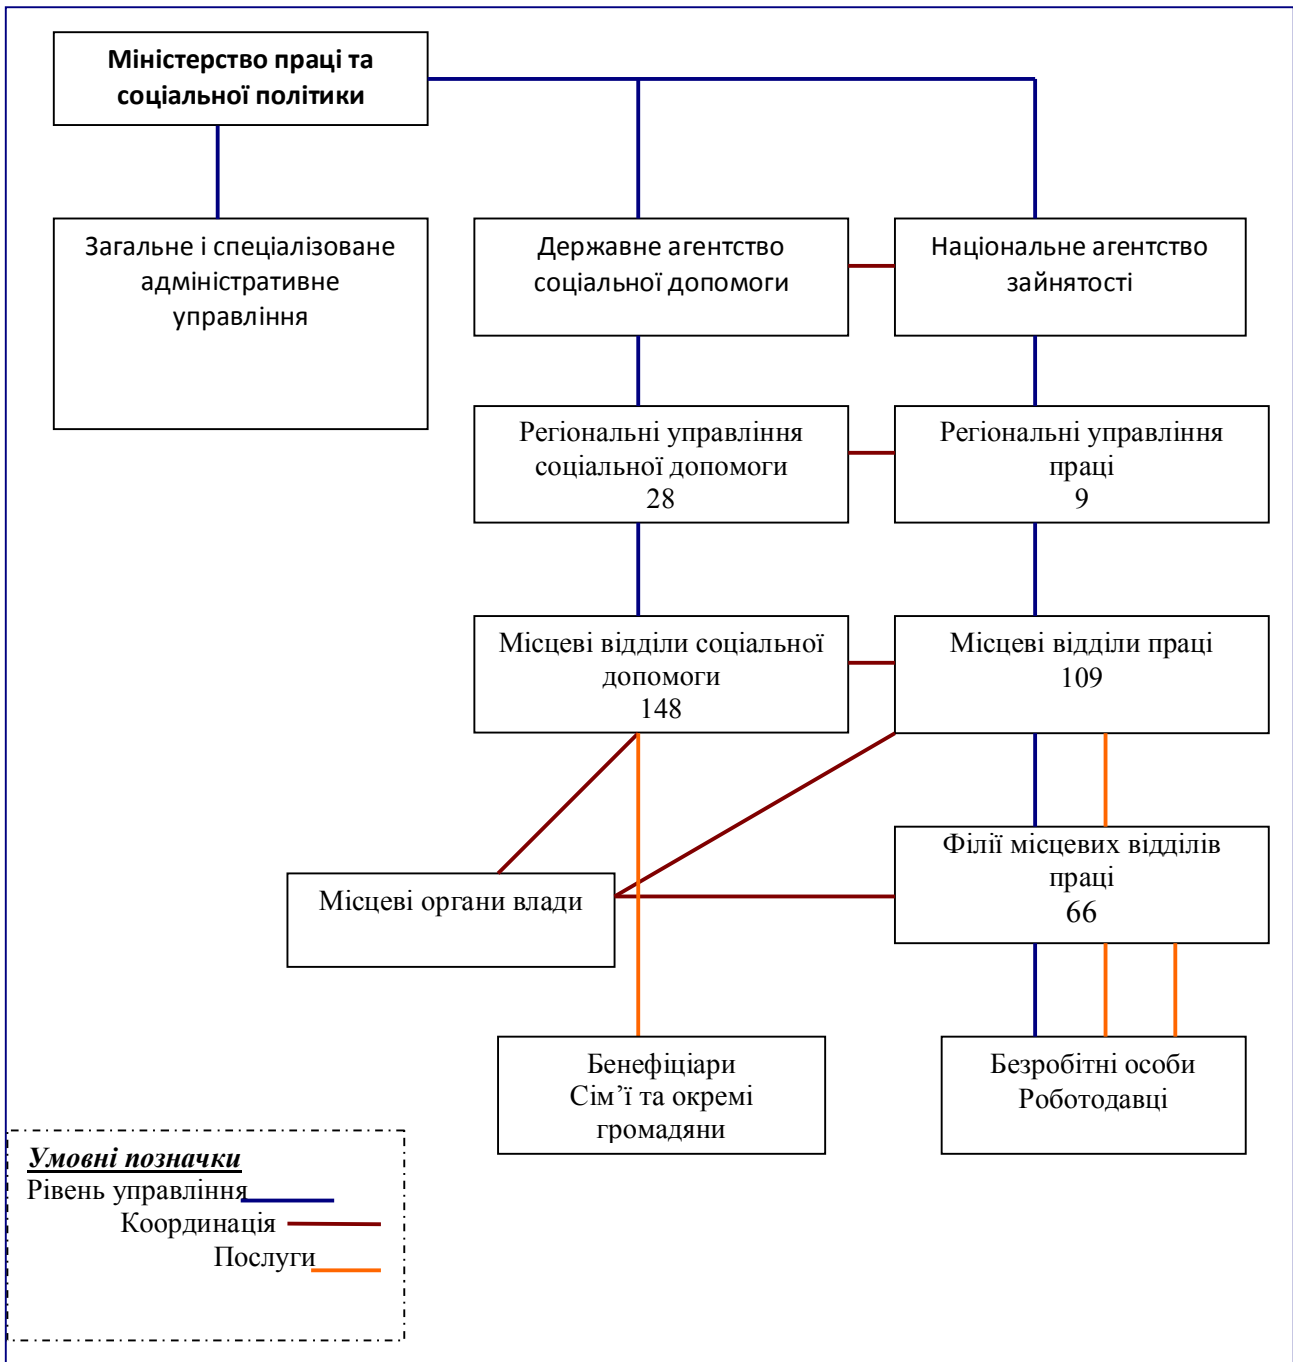 Міністерство праці та
соціальної політики
Загальне і спеціалізоване
адміністративне
управління
Державне агентство
соціальної допомоги
Національне агентство
зайнятості
Регіональні управління
соціальної допомоги
28
Регіональні управління
праці
9
Місцеві відділи соціальної
допомоги
148
Місцеві відділи праці
109
Філії місцевих відділів
праці
66
Місцеві органи влади
Бенефіціари
Сім’ї та окремі
громадяни
Безробітні особи
Роботодавці
Умовні позначки
Рівень управління
Координація
Послуги